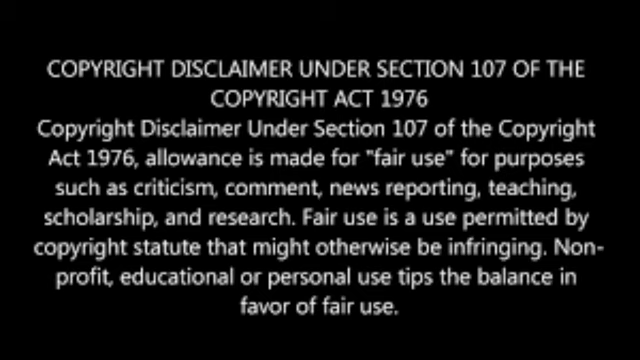 COPYRIGHT DISCLAIMER UNDER SECTION 107 OF THE
COPYRIGHT ACT 1976
Copyright Disclaimer Under Section 107 of the Copyright
Act 1976, allowance is made for "fair use" for purposes
such as criticism, comment, news reporting, teaching,
scholarship, and research. Fair use is a use permitted by
copyright statute that might otherwise be infringing. Non-
profit, educational or personal use tips the balance in
favor of fair use.